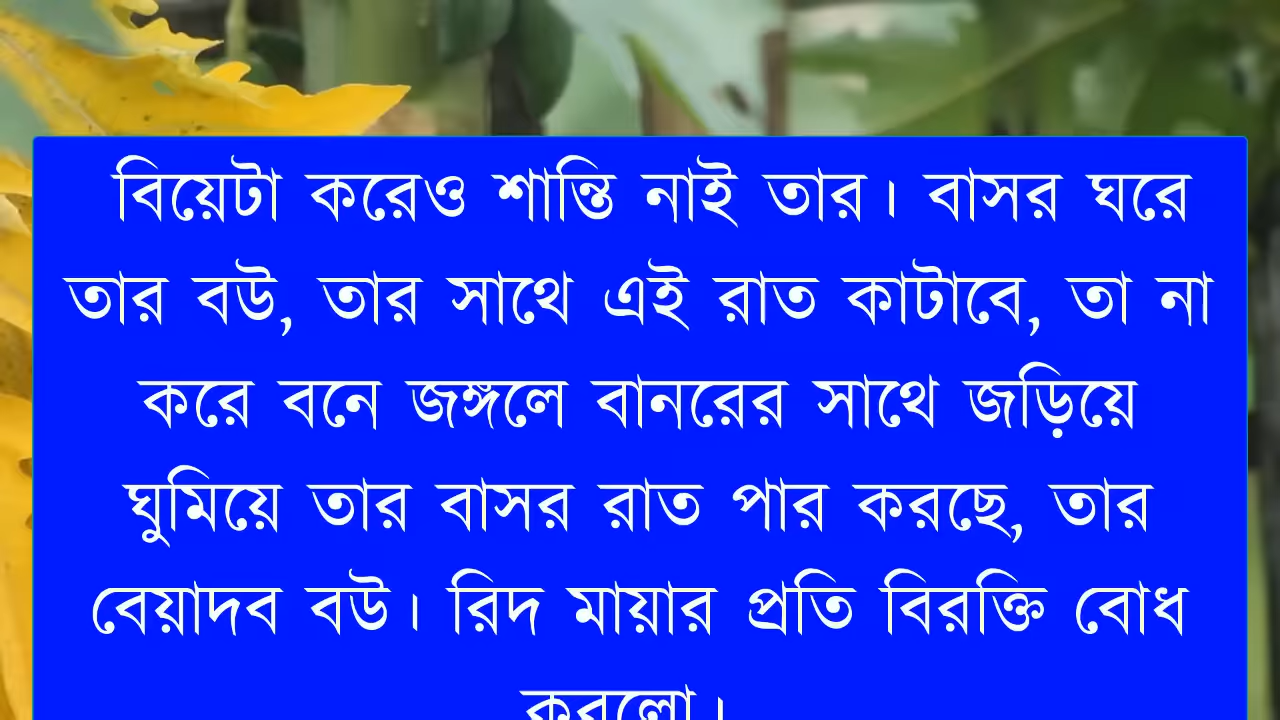 বিয়েটা করেও শান্তি নাই তার। বাসর ঘরে
তার বউ, তার সাথে এই রাত কাটাবে, তা না
করে বনে জঙ্গলে বানরের সাথে জড়িয়ে
ঘুমিয়ে তার বাসর রাত পার করছে, তার
বেয়াদব বউ। রিদ মায়ার প্রতি বিরক্তি বোধ
করলো।